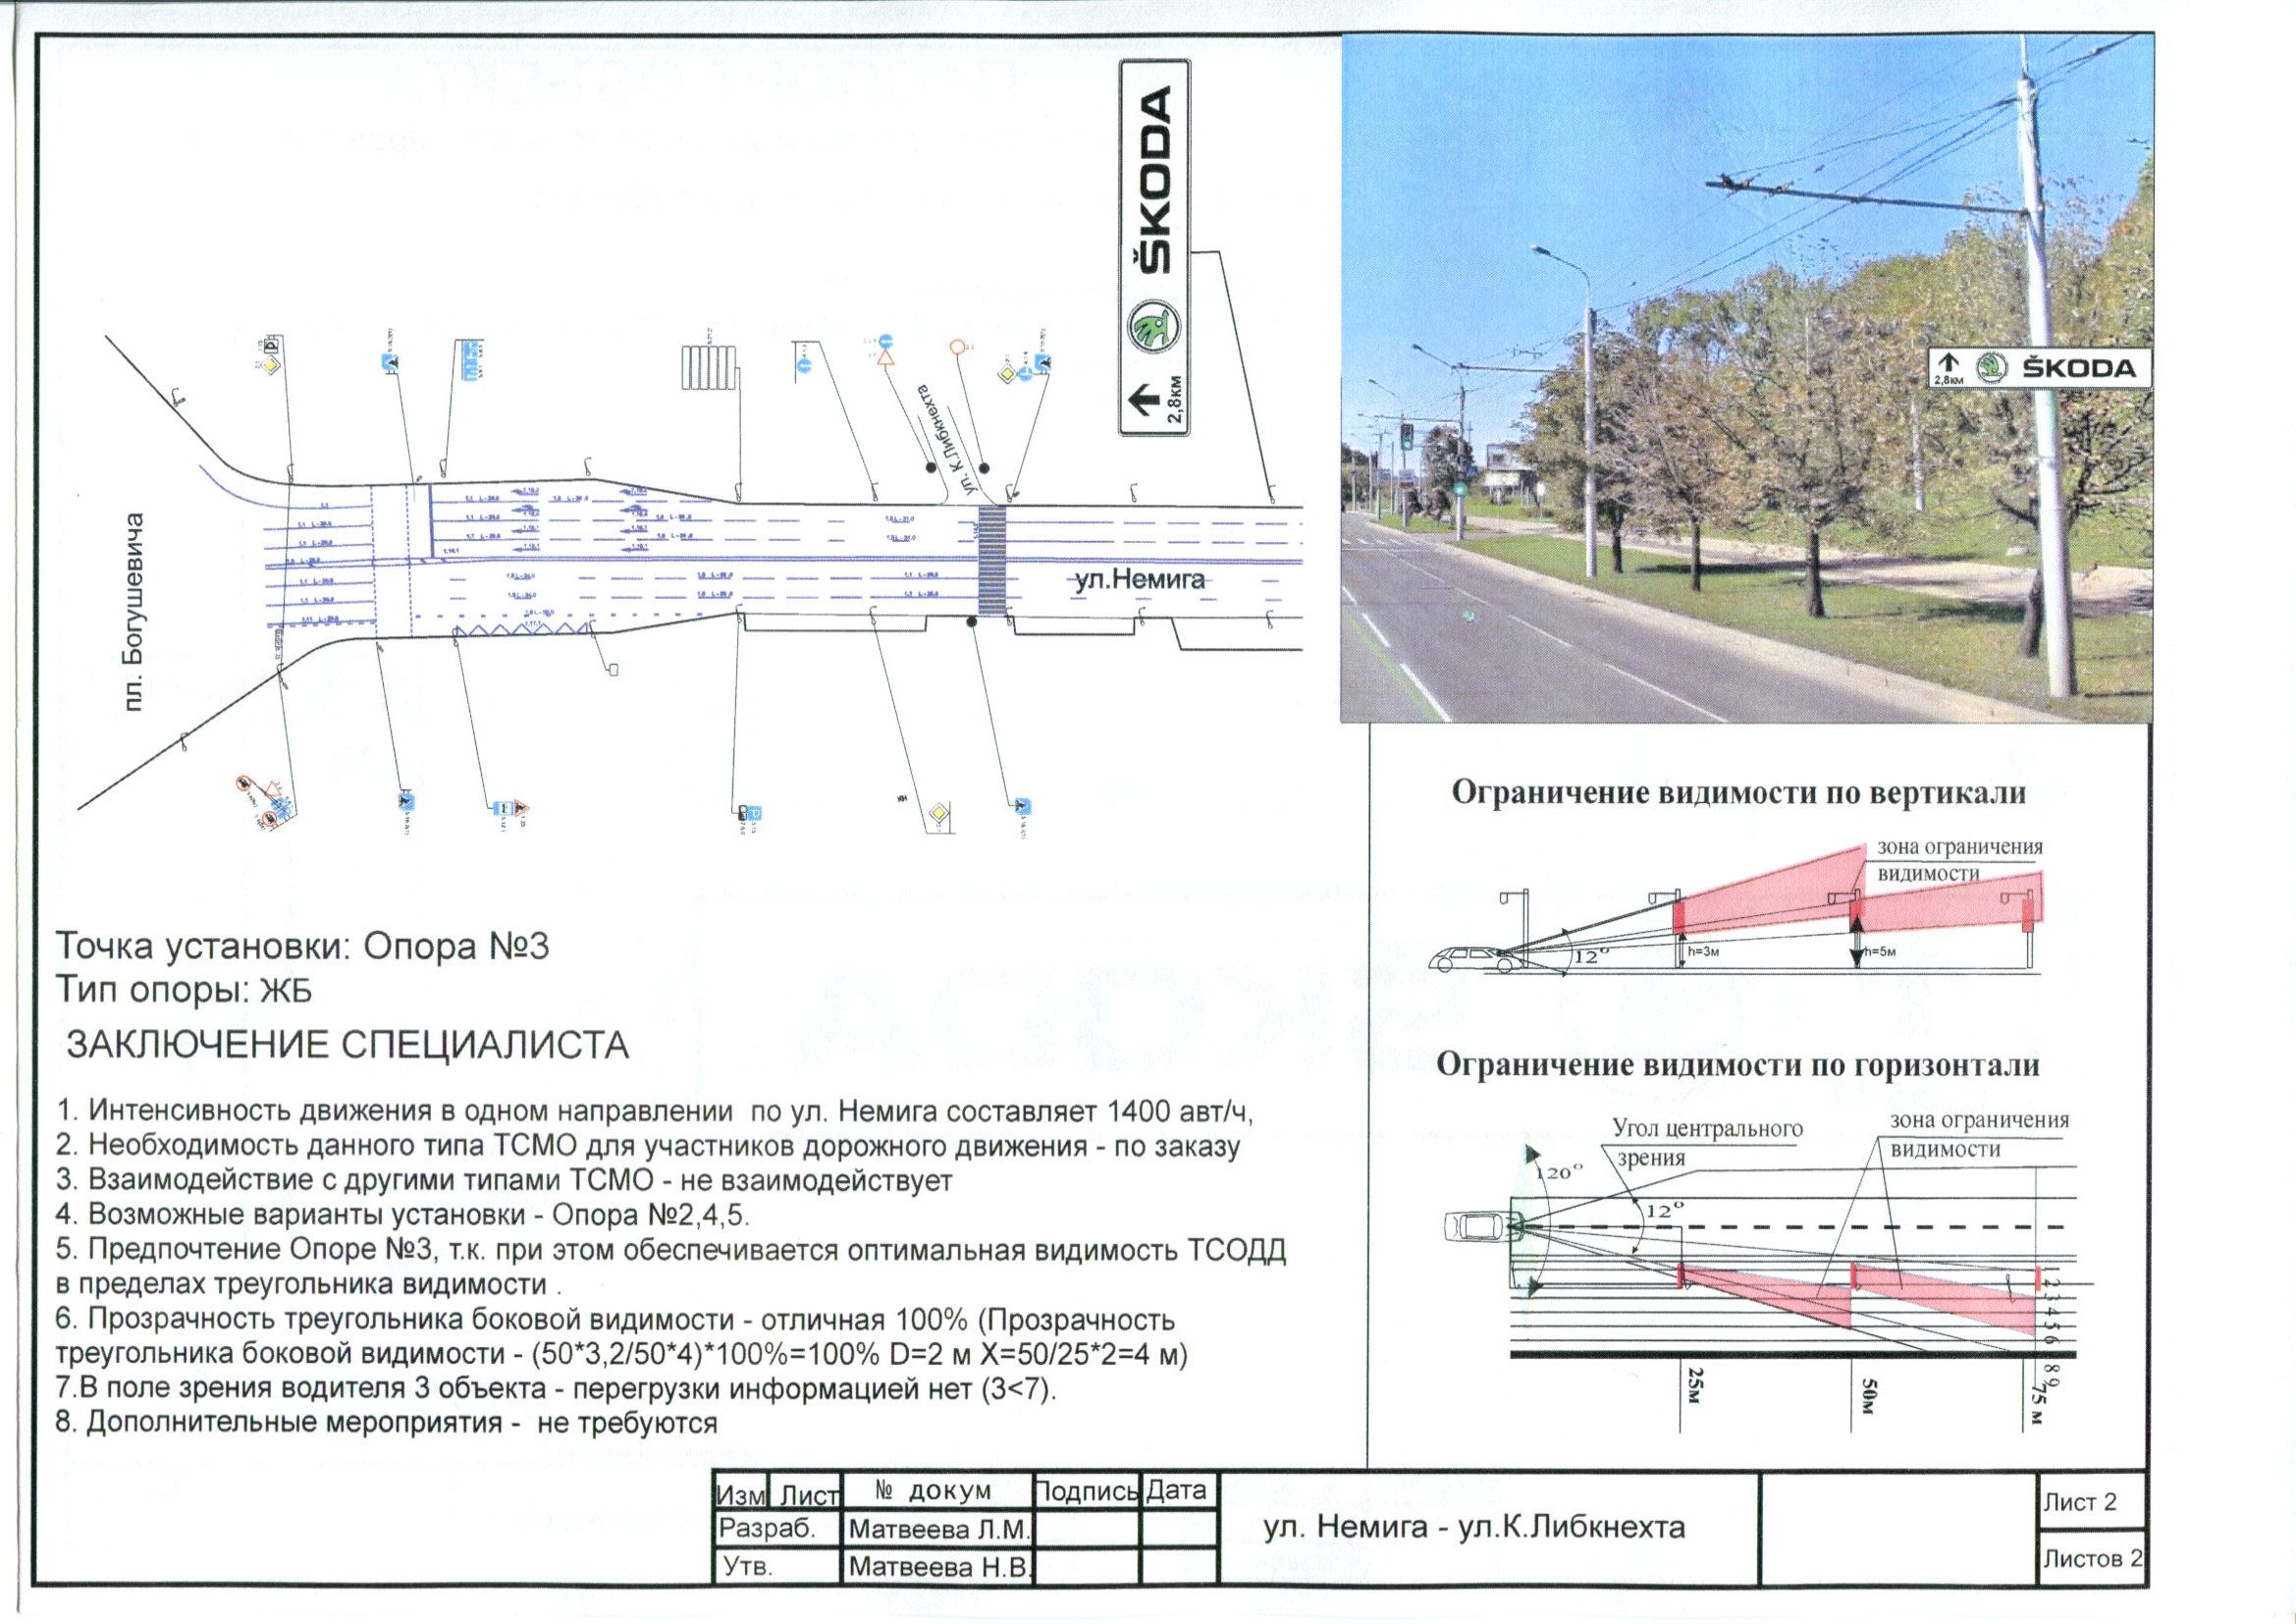 ŠKODA
2,8км
ул. К.Либкнехта
ул.Немига
пл. Богушевича
кн
ŠKODA
2,8км
Ограничение видимости по вертикали
зона ограничения
видимости
12°
h=3м
h=5м
Ограничение видимости по горизонтали
Угол центрального
зрения
зона ограничения
видимости
120°
12°
1 2 3 4 5 6 8 9
25м
50м
75 м
Точка установки: Опора №3
Тип опоры: ЖБ
ЗАКЛЮЧЕНИЕ СПЕЦИАЛИСТА
1. Интенсивность движения в одном направлении по ул. Немига составляет 1400 авт/ч,
2. Необходимость данного типа ТСМО для участников дорожного движения - по заказу
3. Взаимодействие с другими типами ТСМО - не взаимодействует
4. Возможные варианты установки - Опора №2,4,5.
5. Предпочтение Опоре №3, т.к. при этом обеспечивается оптимальная видимость ТСОДД
в пределах треугольника видимости .
6. Прозрачность треугольника боковой видимости - отличная 100% (Прозрачность
треугольника боковой видимости - (50*3,2/50*4)*100%=100% D=2 м X=50/25*2=4 м)
7.В поле зрения водителя 3 объекта - перегрузки информацией нет (3<7).
8. Дополнительные мероприятия - не требуются
Изм Лист № докум Подпись Дата
Разраб. Матвеева Л.М.
Утв. Матвеева Н.В.
ул. Немига - ул.К.Либкнехта
Лист 2
Листов 2